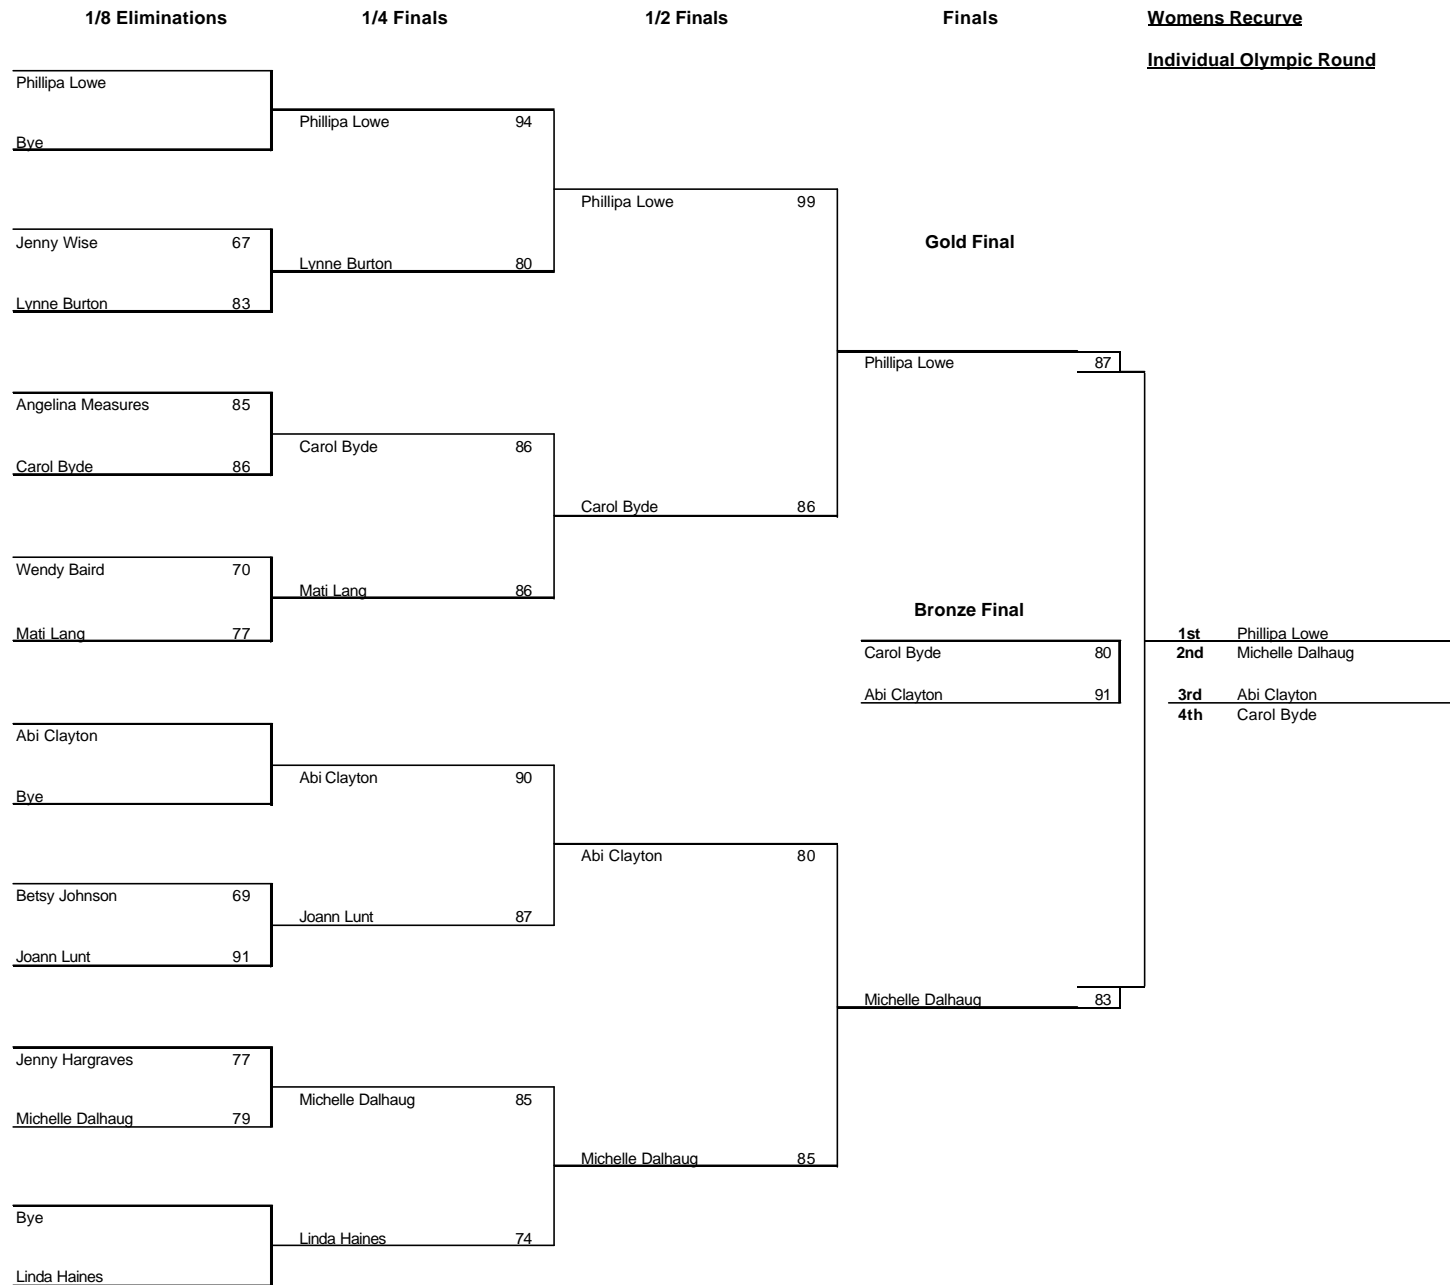 1/8 Eliminations 1/4 Finals 1/2 Finals Finals Womens Recurve
Individual Olympic Round
Phillipa Lowe
Phillipa Lowe 94
Bye
Phillipa Lowe 99
Jenny Wise 67 Gold Final
Lynne Burton 80
Lynne Burton 83
Phillipa Lowe 87
Angelina Measures 85
Carol Byde 86
Carol Byde 86
Carol Byde 86
Wendy Baird 70
Mati Lang 86
Bronze Final
Mati Lang 77 1st Phillipa Lowe
Carol Byde 80 2nd Michelle Dalhaug
Abi Clayton 91 3rd Abi Clayton
4th Carol Byde
Abi Clayton
Abi Clayton 90
Bye
Abi Clayton 80
Betsy Johnson 69
Joann Lunt 87
Joann Lunt 91
Michelle Dalhaug 83
Jenny Hargraves 77
Michelle Dalhaug 85
Michelle Dalhaug 79
Michelle Dalhaug 85
Bye
Linda Haines 74
Linda Haines